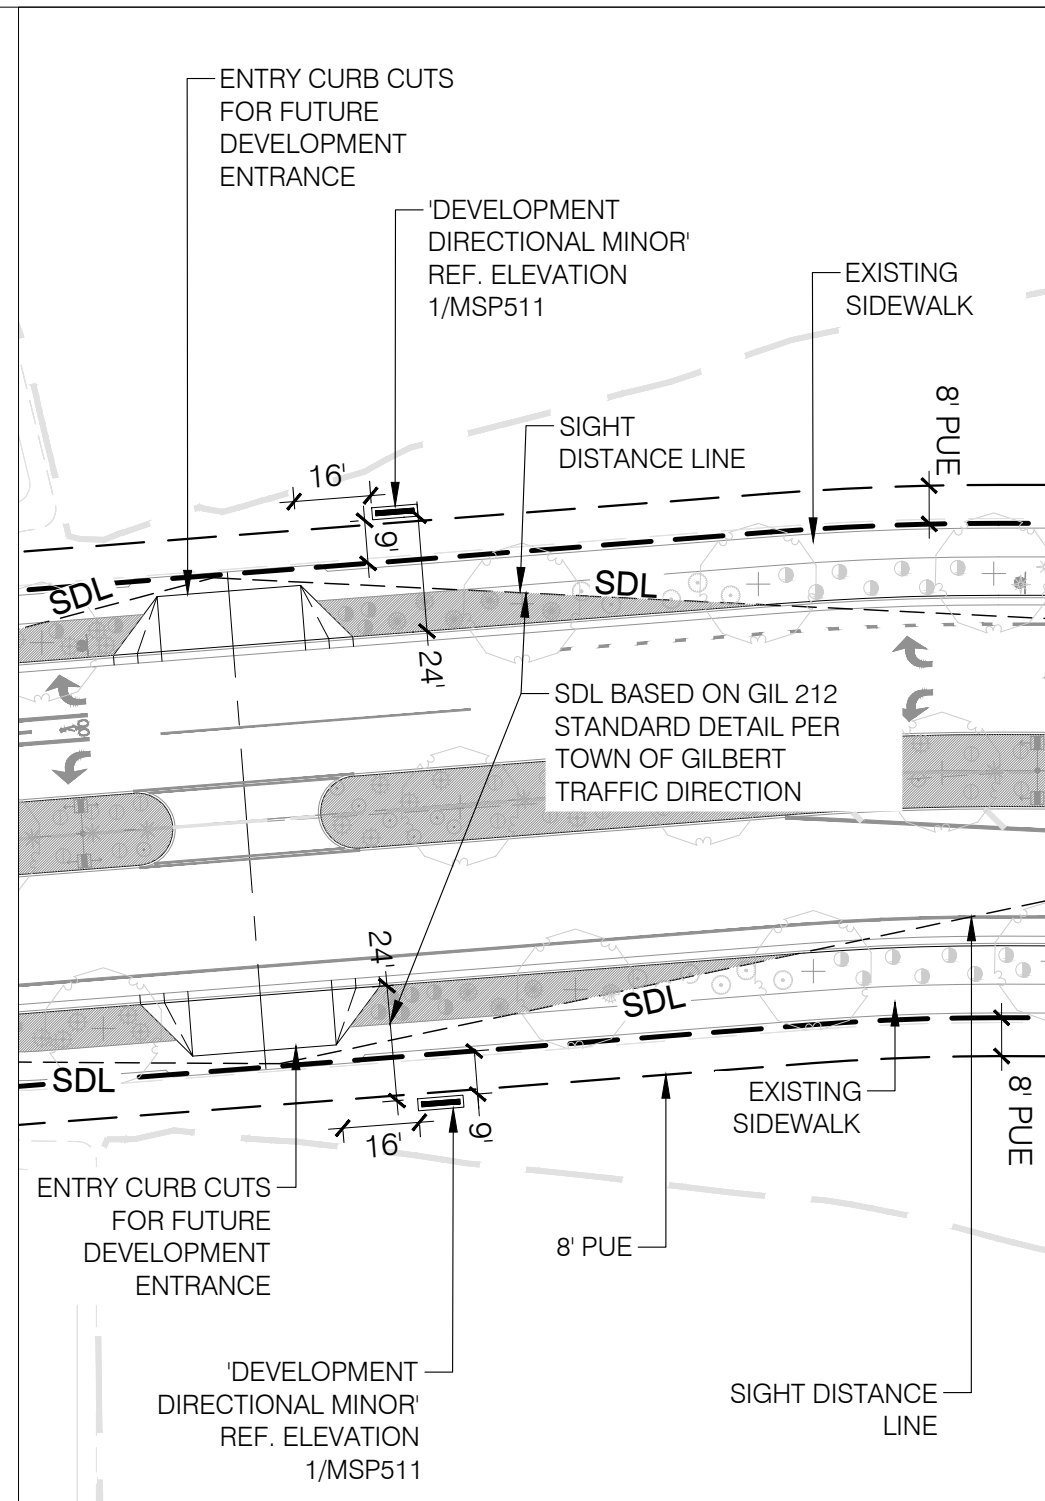 ENTRY CURB CUTS
FOR FUTURE
DEVELOPMENT
ENTRANCE
'DEVELOPMENT
DIRECTIONAL MINOR'
REF. ELEVATION
1/MSP511
EXISTING
SIDEWALK
8' PUE
SIGHT
DISTANCE LINE
16'
9'
SDL
SDL
24'
SDL BASED ON GIL 212
STANDARD DETAIL PER
TOWN OF GILBERT
TRAFFIC DIRECTION
24'
SDL
SDL
EXISTING
SIDEWALK
8' PUE
16'
9'
ENTRY CURB CUTS
FOR FUTURE
DEVELOPMENT
ENTRANCE
8' PUE
'DEVELOPMENT
DIRECTIONAL MINOR'
REF. ELEVATION
1/MSP511
SIGHT DISTANCE
LINE